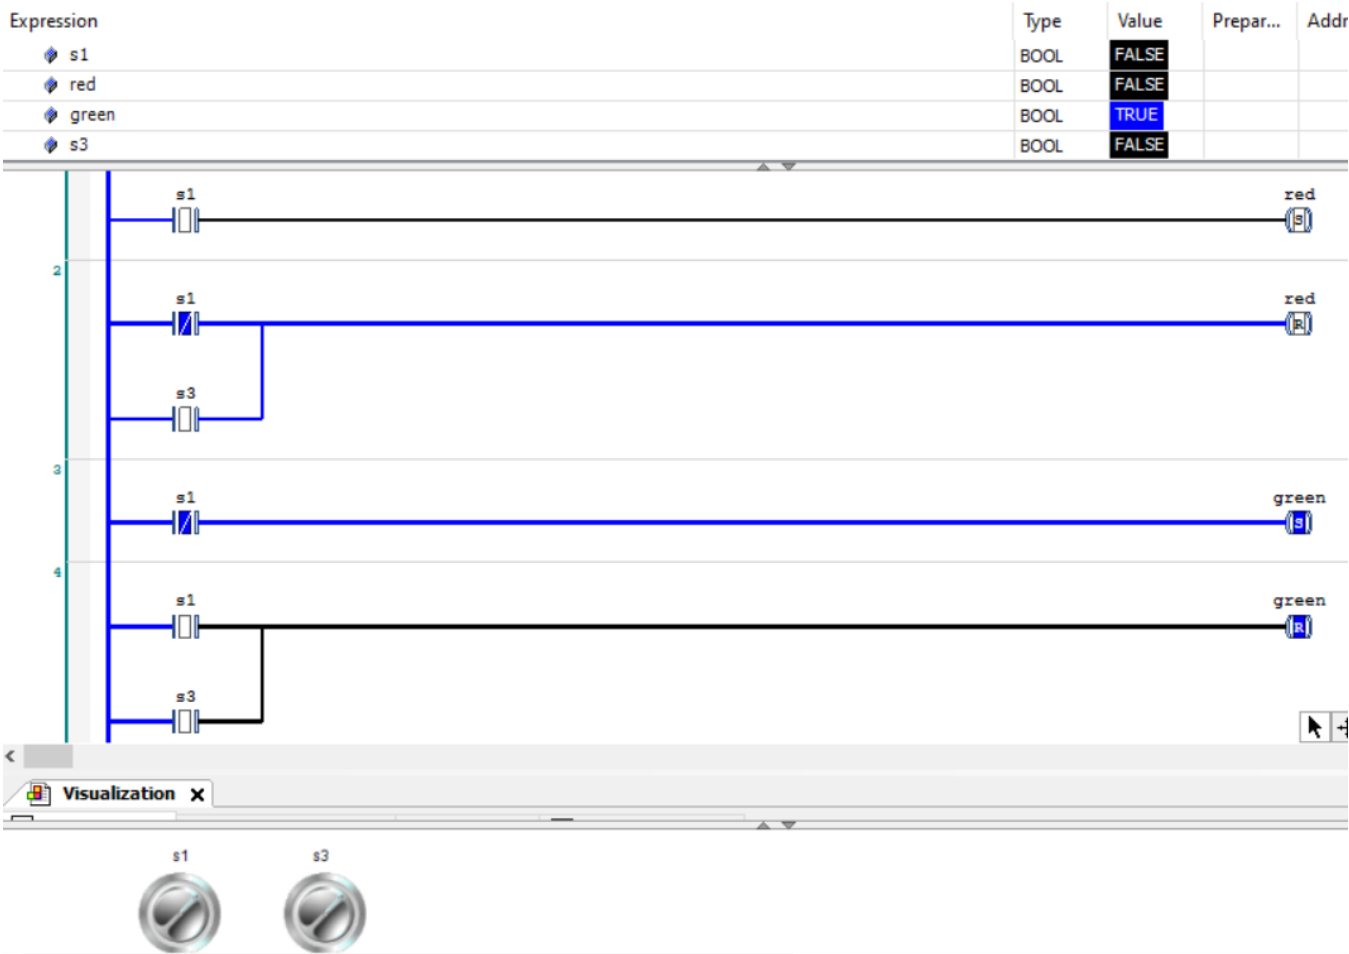 Expression Type Value Prepar... Addr
s1 BOOL FALSE
red BOOL FALSE
green BOOL TRUE
s3 BOOL FALSE
s1 red
S
2
s1 red
R
s3
3
s1 green
S
4
s1 green
R
s3
Visualization
s1 s3